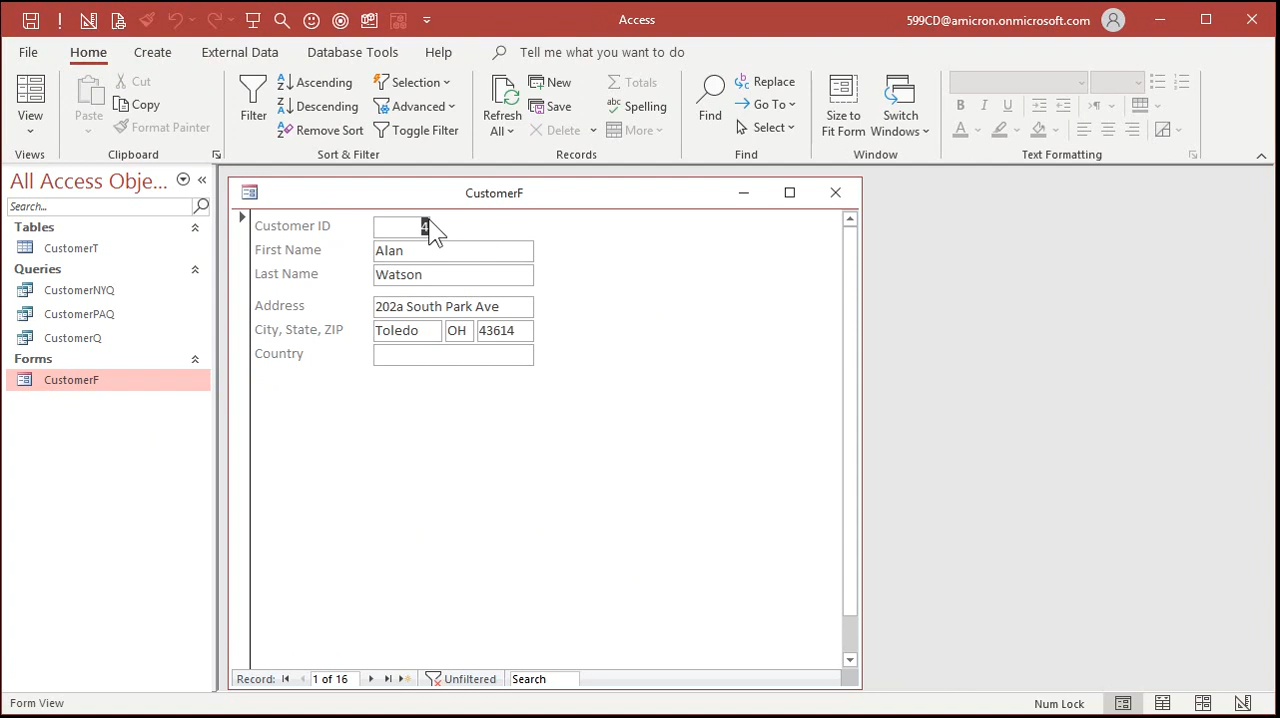 Access
599CD@amicron.onmicrosoft.com
File Home Create External Data Database Tools Help Tell me what you want to do
View
Views
Paste
Cut
Copy
Format Painter
Clipboard
Filter
Ascending
Descending
Remove Sort
Selection
Advanced
Toggle Filter
Sort & Filter
Refresh
All
New
Save
Delete
Totals
Spelling
More
Records
Find
Replace
Go To
Select
Find
Size to
Fit Form
Switch
Windows
Window
B I U
A
Text Formatting
All Access Obje...
Search...
Tables
CustomerT
Queries
CustomerNYQ
CustomerPAQ
CustomerQ
Forms
CustomerF
CustomerF
Customer ID 4
First Name Alan
Last Name Watson
Address 202a South Park Ave
City, State, ZIP Toledo OH 43614
Country
Record: 1 of 16 Unfiltered Search
Form View
Num Lock